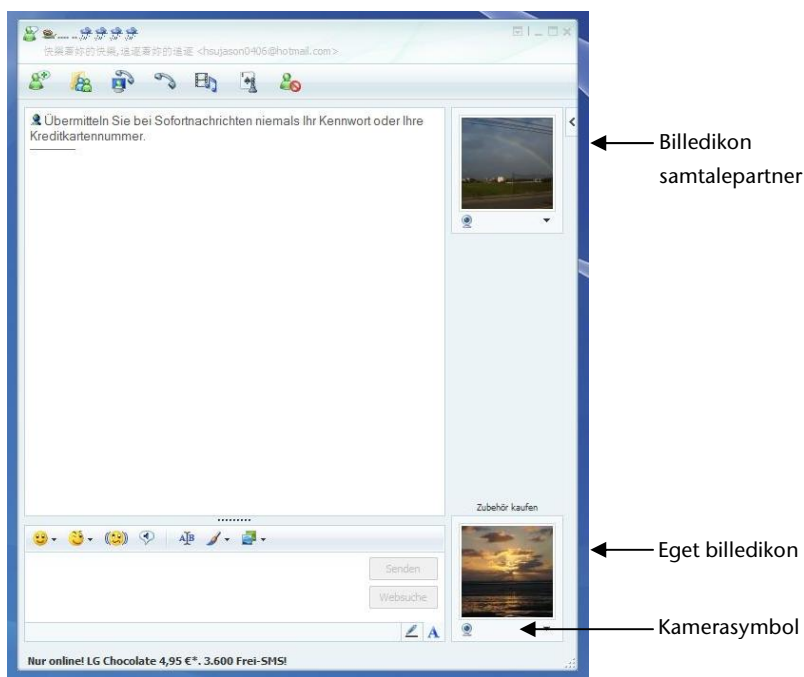 快樂著妳的快樂,追逐著妳的追逐 <hsujason0406@hotmail.com>
Übermitteln Sie bei Sofortnachrichten niemals Ihr Kennwort oder Ihre
Kreditkartennummer.
Billedikon
samtalepartner
Zubehör kaufen
Senden
Websuche
Eget billedikon
Kamerasymbol
Nur online! LG Chocolate 4,95 €*. 3.600 Frei-SMS!